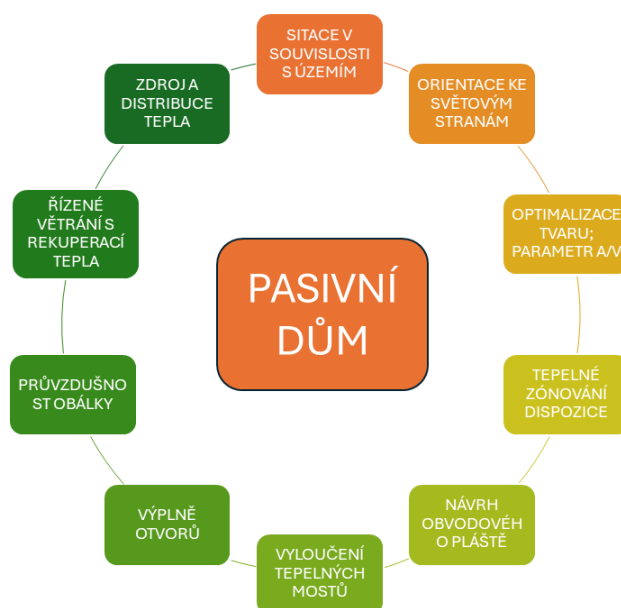 SITACE V
SOUVISLOSTI
S ÚZEMÍM
ORIENTACE KE
SVĚTOVÝM
STRANÁM
OPTIMALIZACE
TVARU;
PARAMETR A/V
TEPELNÉ
ZÓNOVÁNÍ
DISPOZICE
NÁVRH
OBVODOVÉH
O PLÁŠTĚ
VYLOUČENÍ
TEPELNÝCH
MOSTŮ
VÝPLNĚ
OTVORŮ
PRŮVZDUŠNO
ST OBÁLKY
ŘÍZENÉ
VĚTRÁNÍ S
REKUPERACÍ
TEPLA
ZDROJ A
DISTRIBUCE
TEPLA
PASIVNÍ
DŮM